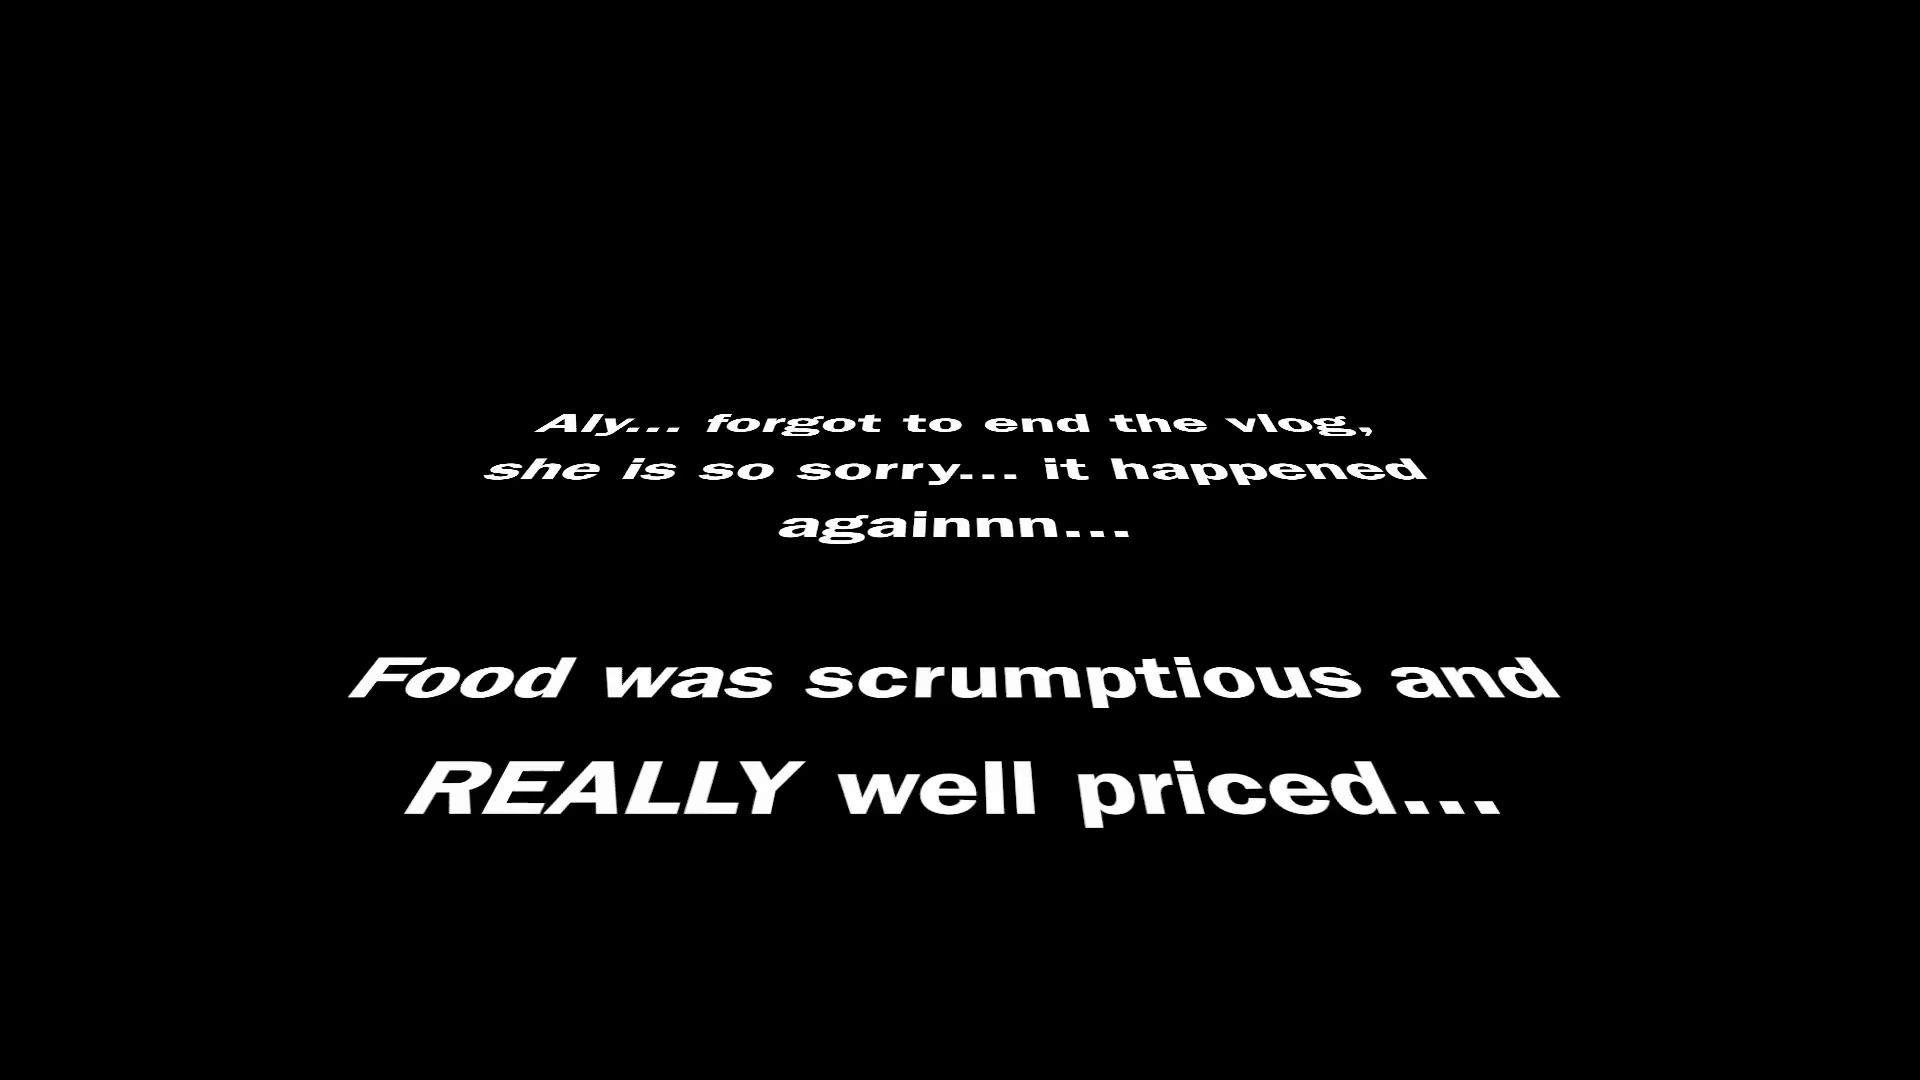 Aly... forgot to end the vlog,
she is so sorry... it happened
againnn...
Food was scrumptious and
REALLY well priced...